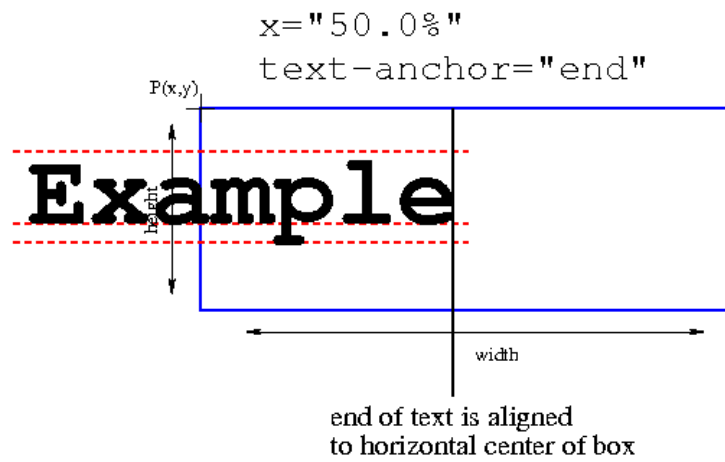 x="50.0%"
text-anchor="end"
P(x,y)
Example
height
width
end of text is aligned
to horizontal center of box